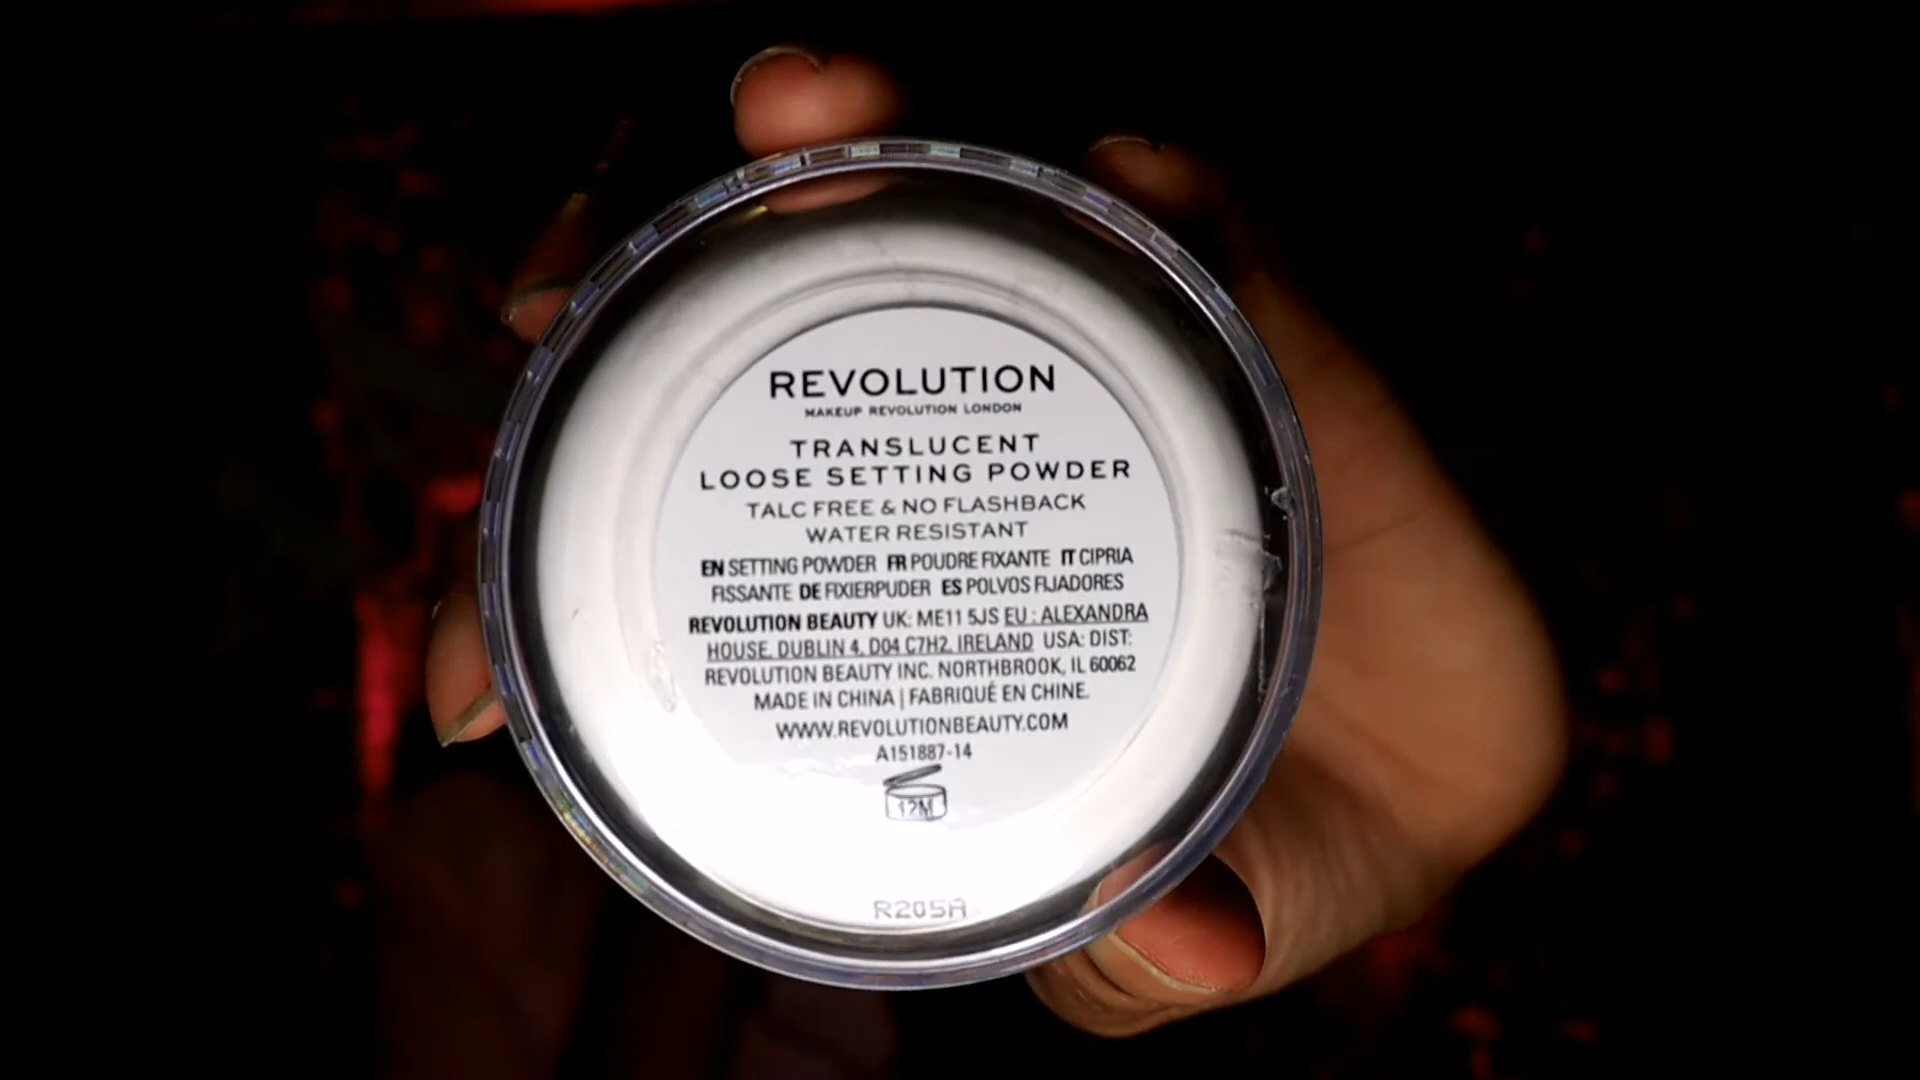 REVOLUTION
MAKEUP REVOLUTION LONDON
TRANSLUCENT
LOOSE SETTING POWDER
TALC FREE & NO FLASHBACK
WATER RESISTANT
EN SETTING POWDER FR POUDRE FIXANTE IT CIPRIA
FISSANTE DE FIXIERPUDER ES POLVOS FIJADORES
REVOLUTION BEAUTY UK: ME11 5JS EU : ALEXANDRA
HOUSE, DUBLIN 4, D04 C7H2, IRELAND USA: DIST:
REVOLUTION BEAUTY INC. NORTHBROOK, IL 60062
MADE IN CHINA | FABRIQUÉ EN CHINE.
WWW.REVOLUTIONBEAUTY.COM
A151887-14
12M
R205A